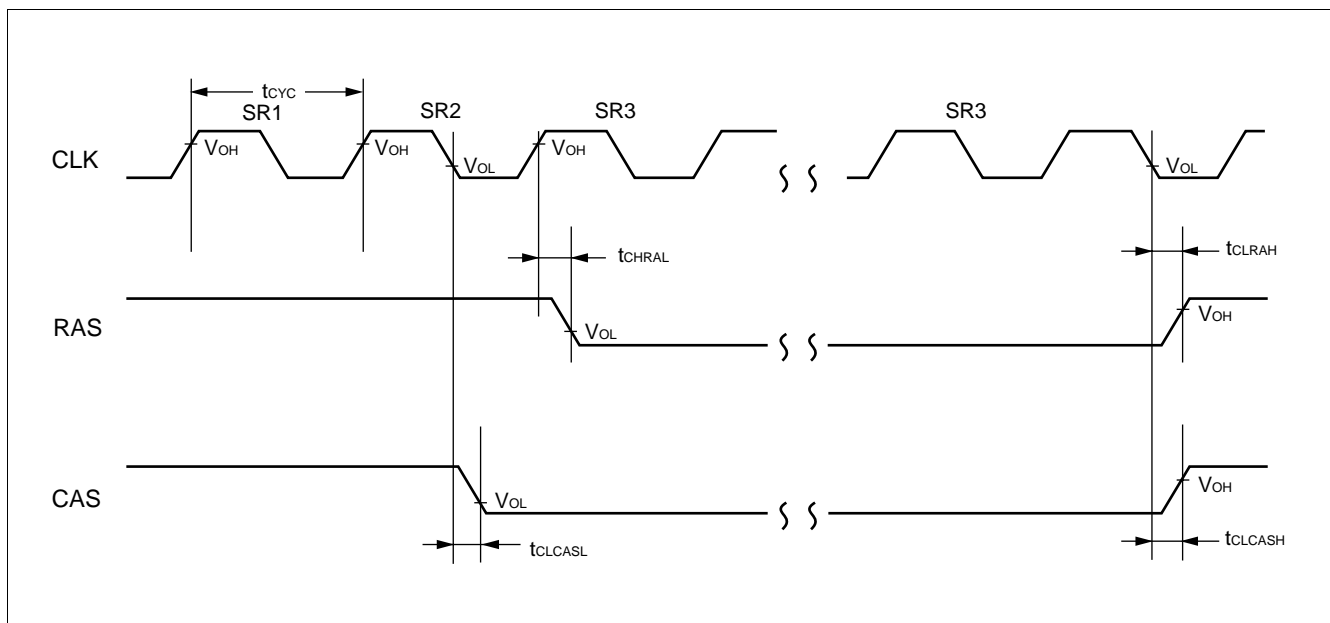 tCYC
SR1 SR2 SR3 SR3
CLK VOH VOH VOL VOH VOL
tCHRAL tCLRAH
RAS VOL VOH
CAS VOL VOH
tCLCASL tCLCASH